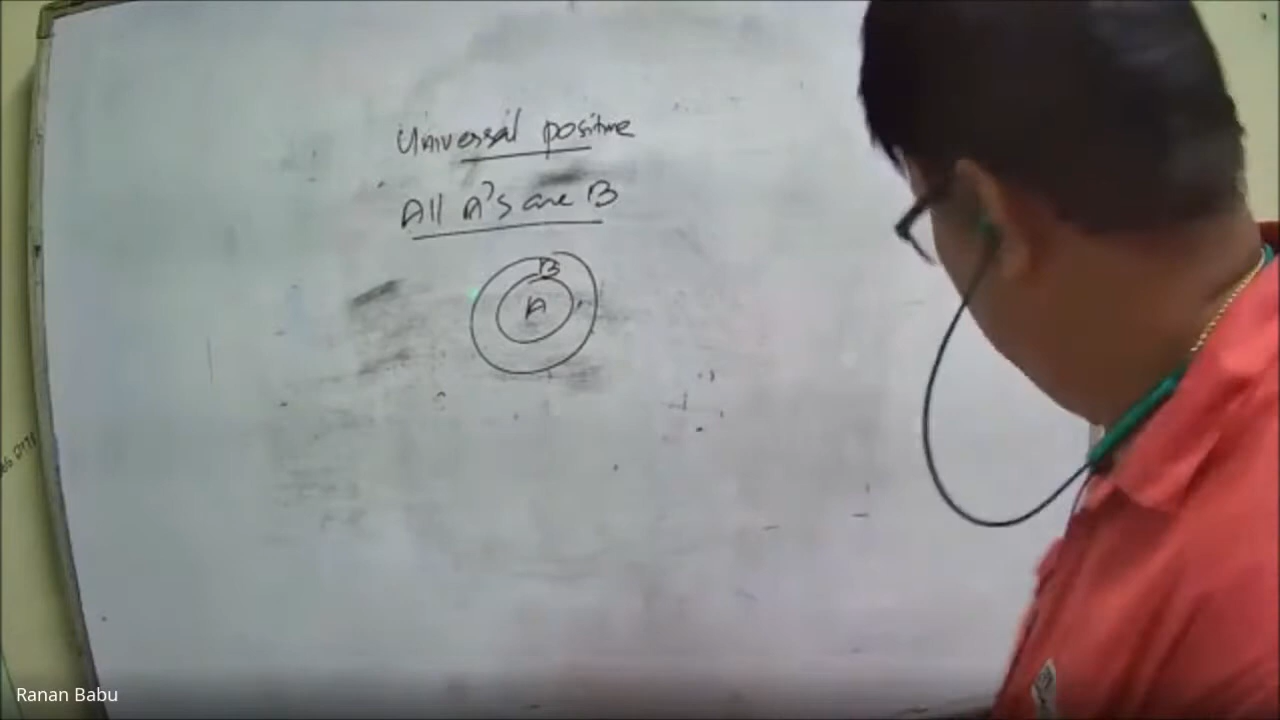 Universal positive
All A's are B
B
A
Ranan Babu